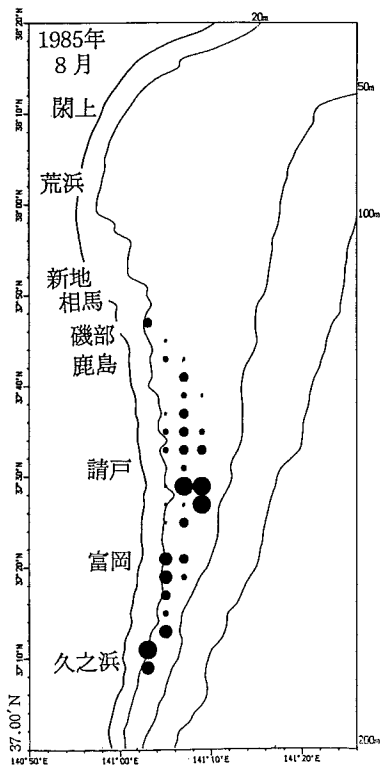 38°20'N
20m
1985年
8月
50m
38°10'N
閖上
荒浜
38°00'N
100m
新地
37°50'N
相馬
磯部
鹿島
37°40'N
請戸
37°30'N
富岡
37°20'N
久之浜
37°10'N
37.00'N
200m
140°50'E
141°00'E
141°10'E
141°20'E